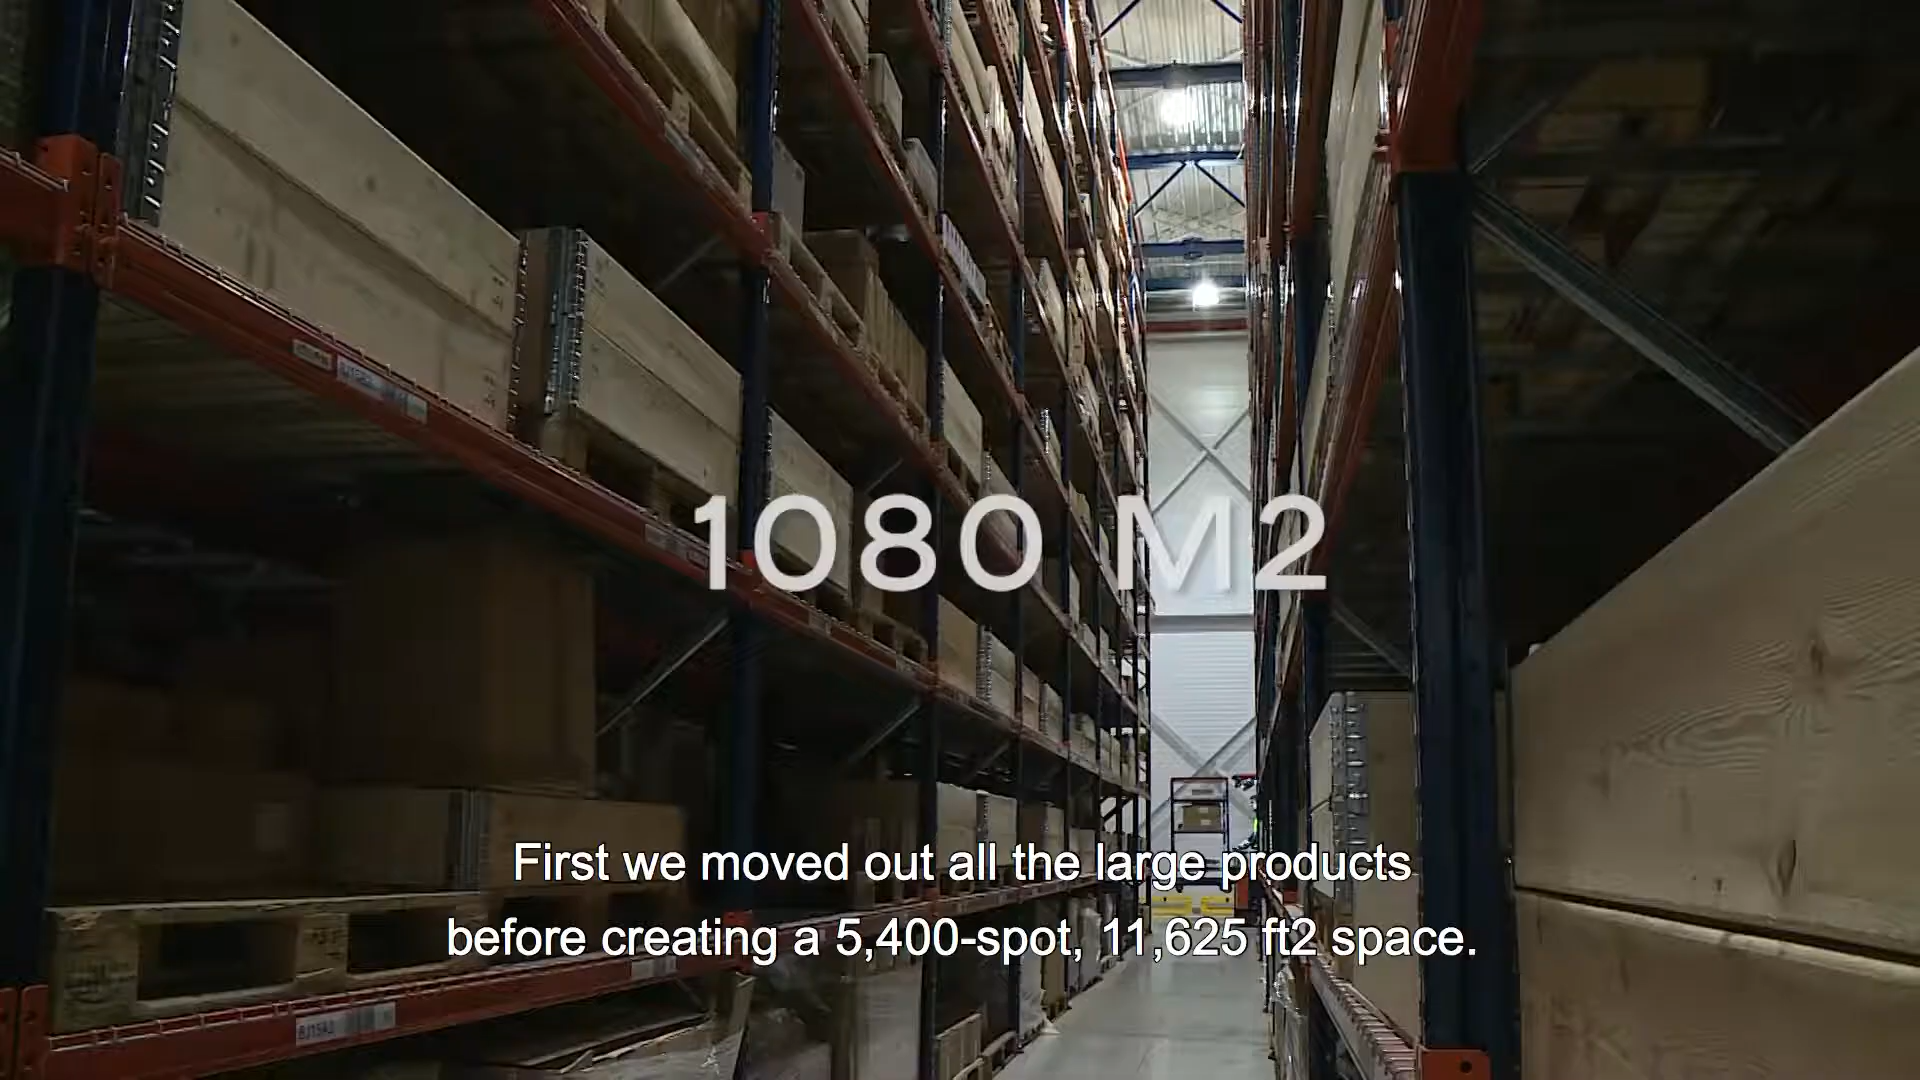 1080 M2
First we moved out all the large products
before creating a 5,400-spot, 11,625 ft2 space.
BJ15A3